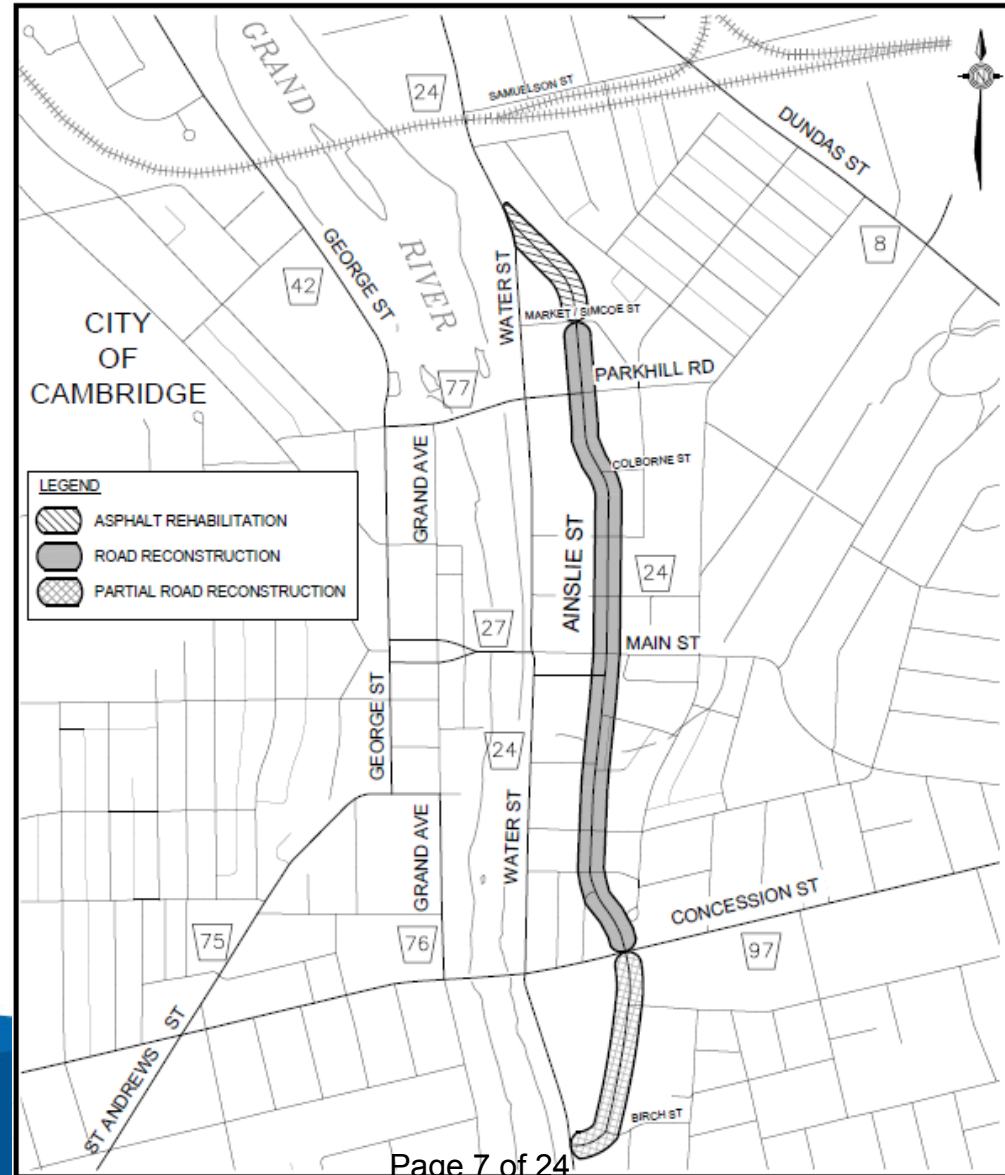 GRAND
RIVER
24
SAMUELSON ST
N
DUNDAS ST
8
GEORGE ST
42
WATER ST
MARKET / SIMCOE ST
CITY
OF
CAMBRIDGE
77
PARKHILL RD
GRAND AVE
COLBORNE ST
LEGEND
ASPHALT REHABILITATION
ROAD RECONSTRUCTION
PARTIAL ROAD RECONSTRUCTION
AINSLIE ST
24
27
MAIN ST
GEORGE ST
24
GRAND AVE
WATER ST
CONCESSION ST
75
76
97
ST ANDREWS ST
BIRCH ST
Page 7 of 24